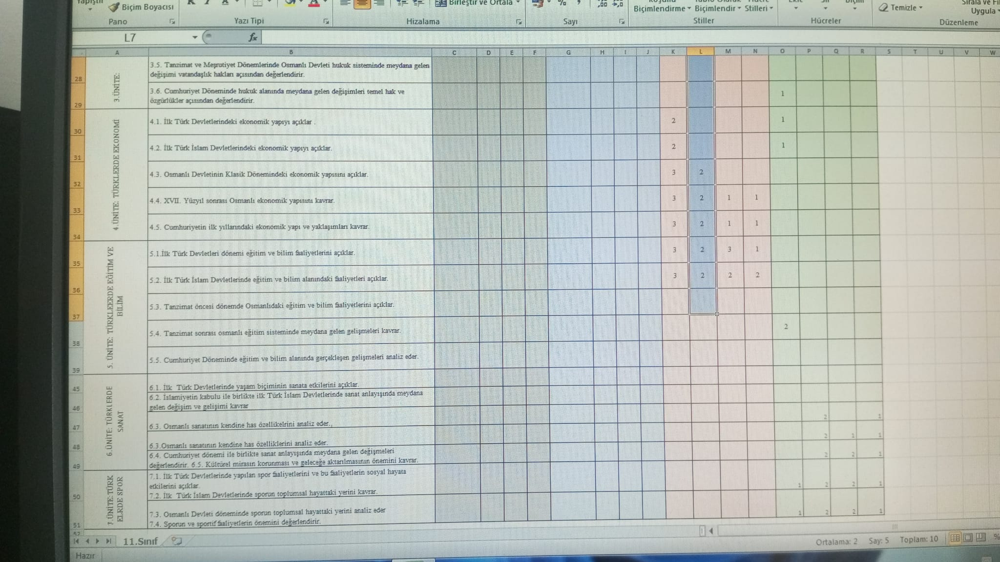 Yapıştır
Biçim Boyacısı
Birleştir ve Ortala
Biçimlendirme
Biçimlendir
Stilleri
Temizle
Sırala ve
Uygula
Pano
Yazı Tipi
Hizalama
Sayı
Stiller
Hücreler
Düzenleme
L7
fx
A B C D E F G H I J K L M N O P Q R S T U V W
3.ÜNİTE:
28 3.5. Tanzimat ve Meşrutiyet Dönemlerinde Osmanlı Devleti hukuk sisteminde meydana gelen
değişimi vatandaşlık hakları açısından değerlendirir.
29 3.6. Cumhuriyet Döneminde hukuk alanında meydana gelen değişimleri temel hak ve
özgürlükler açısından değerlendirir. 1
4.ÜNİTE: TÜRKLERDE EKONOMİ
30 4.1. İlk Türk Devletlerindeki ekonomik yapıyı açıklar . 2 1
31 4.2. İlk Türk İslam Devletlerindeki ekonomik yapıyı açıklar. 2 1
32 4.3. Osmanlı Devletinin Klasik Dönemindeki ekonomik yapısını açıklar. 3 2
33 4.4. XVII. Yüzyıl sonrası Osmanlı ekonomik yapısını kavrar. 3 2 1 1
34 4.5. Cumhuriyetin ilk yıllarındaki ekonomik yapı ve yaklaşımları kavrar. 3 2 1 1
5. ÜNİTE: TÜRKLEERDE EĞİTİM VE
BİLİM
35 5.1.İlk Türk Devletleri dönemi eğitim ve bilim faaliyetlerini açıklar. 3 2 3 1
36 5.2. İlk Türk İslam Devletlerinde eğitim ve bilim alanındaki faaliyetleri açıklar. 3 2 2 2
37 5.3. Tanzimat öncesi dönemde Osmanlıdaki eğitim ve bilim faaliyetlerini açıklar.
38 5.4. Tanzimat sonrası osmanlı eğitim sisteminde meydana gelen gelişmeleri kavrar. 2
39 5.5. Cumhuriyet Döneminde eğitim ve bilim alanında gerçekleşen gelişmeleri analiz eder.
6.ÜNİTE: TÜRKLERDE
SANAT
45 6.1. İlk Türk Devletlerinde yaşam biçiminin sanata etkilerini açıklar.
46 6.2. İslamiyetin kabulu ile birlikte ilk Türk İslam Devletlerinde sanat anlayışında meydana
gelen değişim ve gelişimi kavrar
47 6.3. Osmanlı sanatının kendine has özellikelrini analiz eder., 2 1
48 6.3.Osmanlı sanatının kendine has özelliklerini analiz eder. 2 1 1
49 6.4. Cumhuriyet dönemi ile birlikte sanat anlayışında meydana gelen değişmeleri
değerlendirir. 6.5. Kültürel mirasın korunması ve geleceğe aktarılmasının önemini kavrar. 2 2 1
7.ÜNİTE:TÜRK
ELRDE SPOR
50 7.1. İlk Türk Devletlerinde yapılan spor faaliyetlerini ve bu faaliyetlerin sosyal hayata
etkilerini açıklar. 1 2 2 1
7.2. İlk Türk İslam Devletlerinde sporun toplumsal hayattaki yerini kavrar.
51 7.3. Osmanlı Devleti döneminde sporun toplumsal hayattaki yerini analiz eder 1 2 2 1
7.4. Sporun ve sportif faaliyetlerin önemini değerlendirir.
52
11.Sınıf
Ortalama: 2 Say: 5 Toplam: 10
Hazır